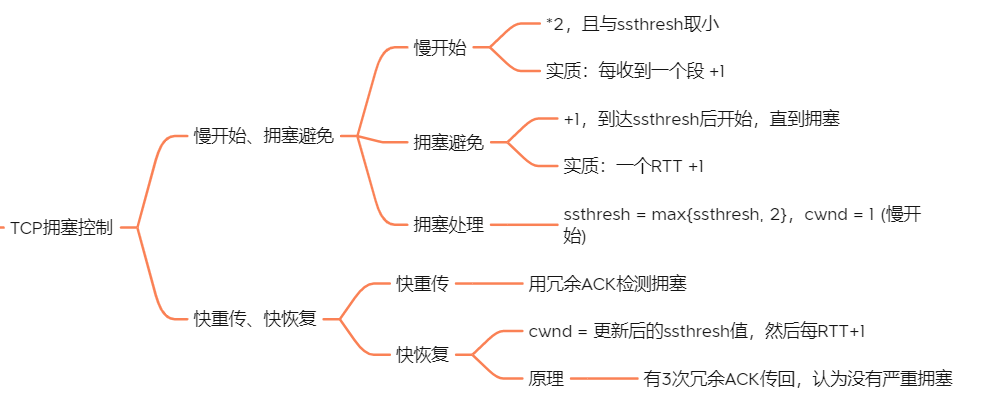 TCP拥塞控制
慢开始、拥塞避免
慢开始
*2，且与ssthresh取小
实质：每收到一个段 +1
拥塞避免
+1，到达ssthresh后开始，直到拥塞
实质：一个RTT +1
拥塞处理
ssthresh = max{ssthresh, 2}，cwnd = 1 (慢开
始)
快重传、快恢复
快重传
用冗余ACK检测拥塞
快恢复
cwnd = 更新后的ssthresh值，然后每RTT+1
原理
有3次冗余ACK传回，认为没有严重拥塞